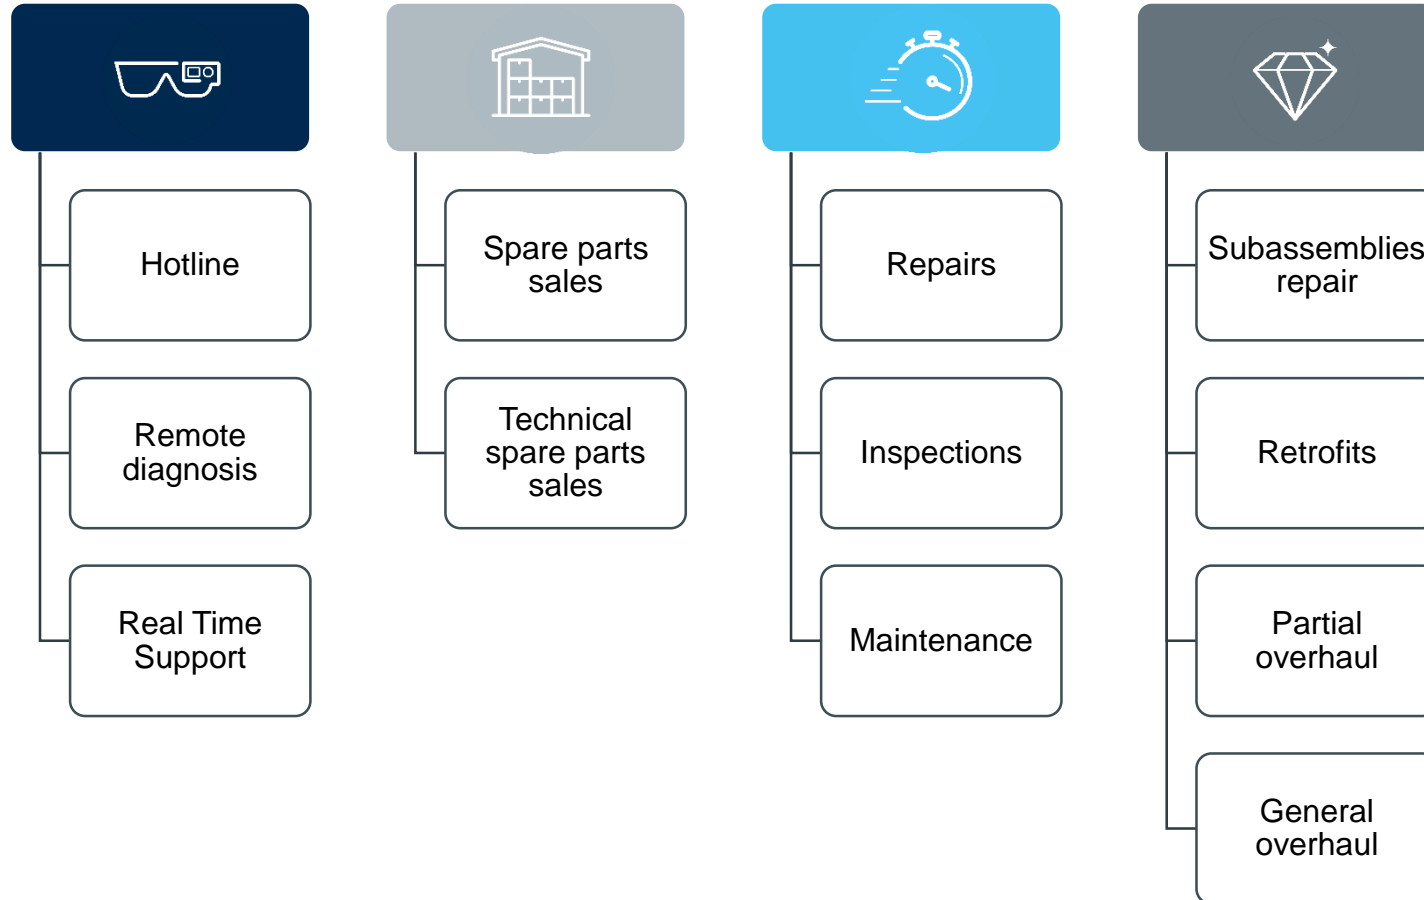 Hotline
Remote
diagnosis
Real Time
Support
Spare parts
sales
Technical
spare parts
sales
Repairs
Inspections
Maintenance
Subassemblies
repair
Retrofits
Partial
overhaul
General
overhaul